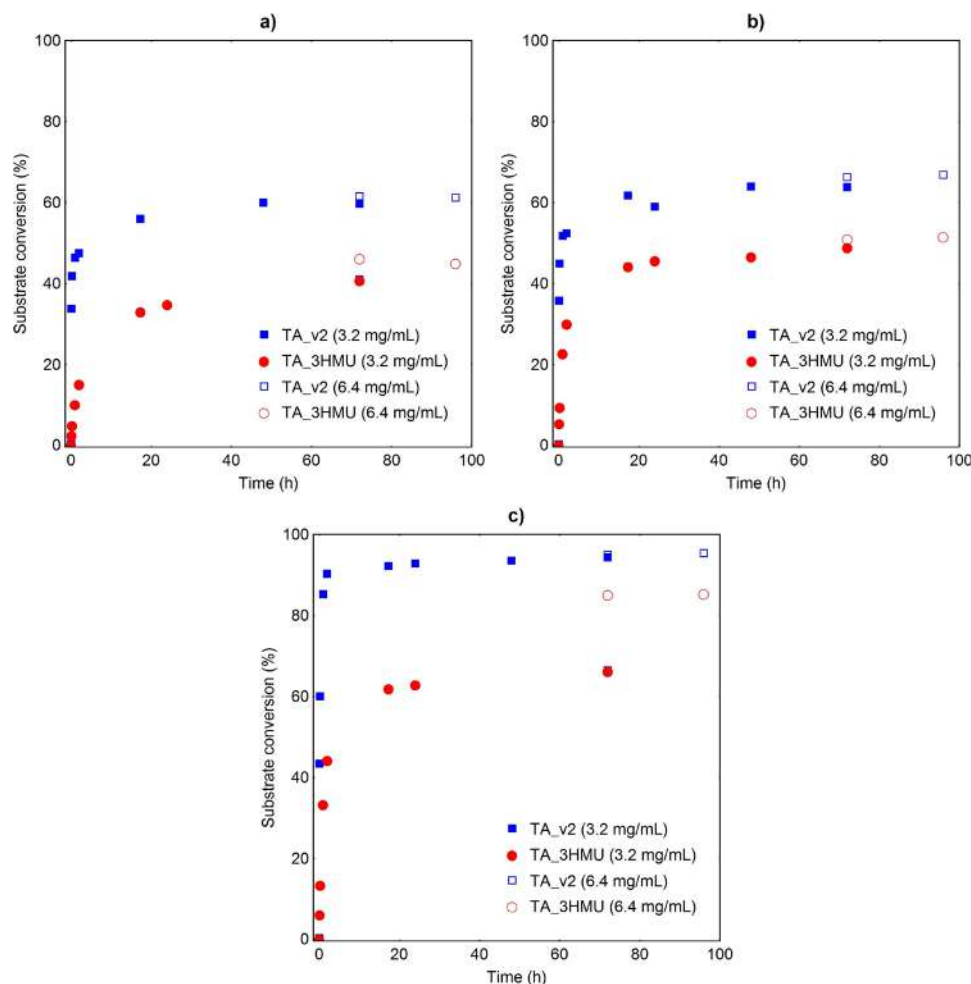 a)
100
80
60
40
20
0
Substrate conversion (%)
TA_v2 (3.2 mg/mL)
TA_3HMU (3.2 mg/mL)
TA_v2 (6.4 mg/mL)
TA_3HMU (6.4 mg/mL)
0 20 40 60 80 100
Time (h)
b)
100
80
60
40
20
0
Substrate conversion (%)
TA_v2 (3.2 mg/mL)
TA_3HMU (3.2 mg/mL)
TA_v2 (6.4 mg/mL)
TA_3HMU (6.4 mg/mL)
0 20 40 60 80 100
Time (h)
c)
100
80
60
40
20
0
Substrate conversion (%)
TA_v2 (3.2 mg/mL)
TA_3HMU (3.2 mg/mL)
TA_v2 (6.4 mg/mL)
TA_3HMU (6.4 mg/mL)
0 20 40 60 80 100
Time (h)